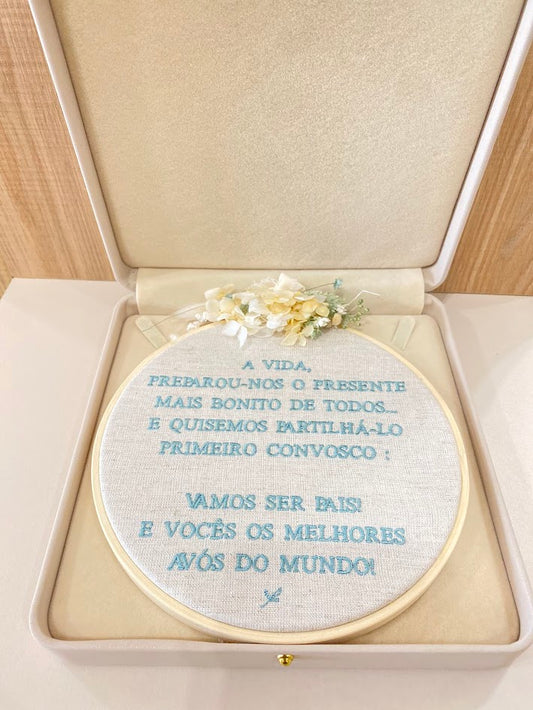 A VIDA,
PREPAROU-NOS O PRESENTE
MAIS BONITO DE TODOS...
E QUISEMOS PARTILHÁ-LO
PRIMEIRO CONVOSCO :
VAMOS SER PAIS!
E VOCÊS OS MELHORES
AVÓS DO MUNDO!